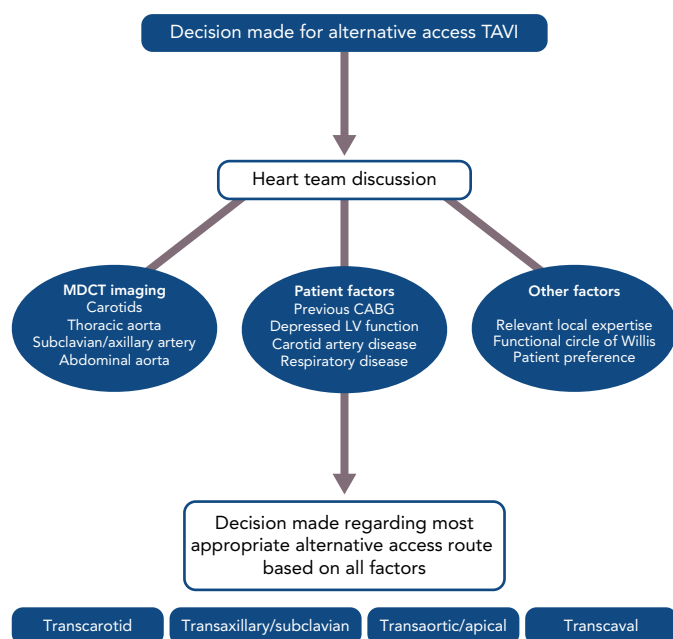 Decision made for alternative access TAVI
Heart team discussion
MDCT imaging
Carotids
Thoracic aorta
Subclavian/axillary artery
Abdominal aorta
Patient factors
Previous CABG
Depressed LV function
Carotid artery disease
Respiratory disease
Other factors
Relevant local expertise
Functional circle of Willis
Patient preference
Decision made regarding most
appropriate alternative access route
based on all factors
Transcarotid
Transaxillary/subclavian
Transaortic/apical
Transcaval